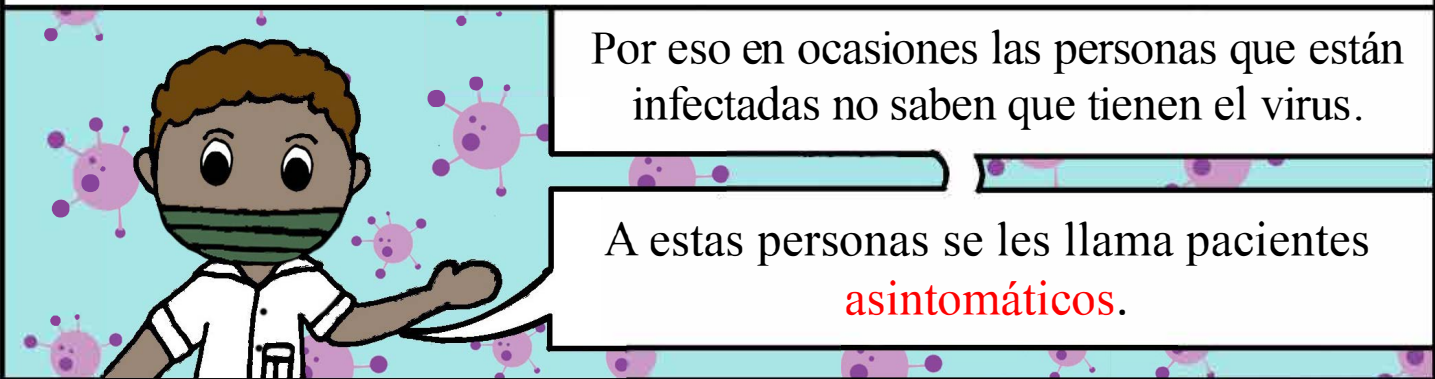 Por eso en ocasiones las personas que están
infectadas no saben que tienen el virus.
A estas personas se les llama pacientes
asintomáticos.